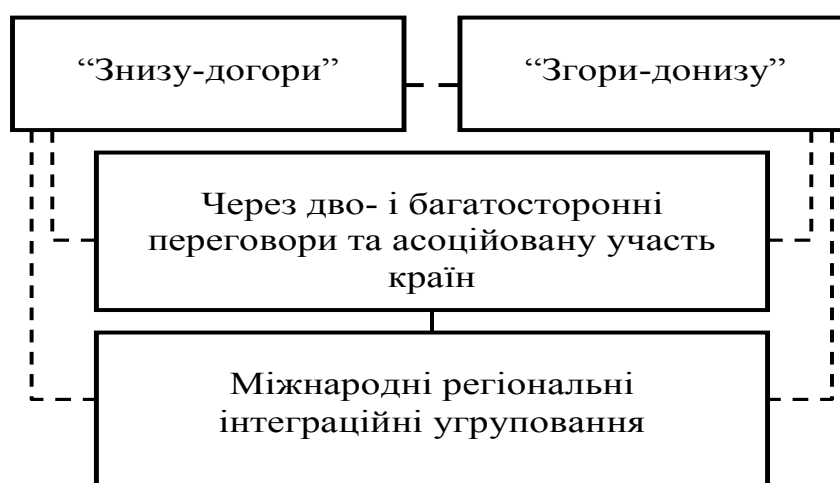 “Знизу-догори”
“Згори-донизу”
Через дво- і багатосторонні
переговори та асоційовану участь
країн
Міжнародні регіональні
інтеграційні угруповання